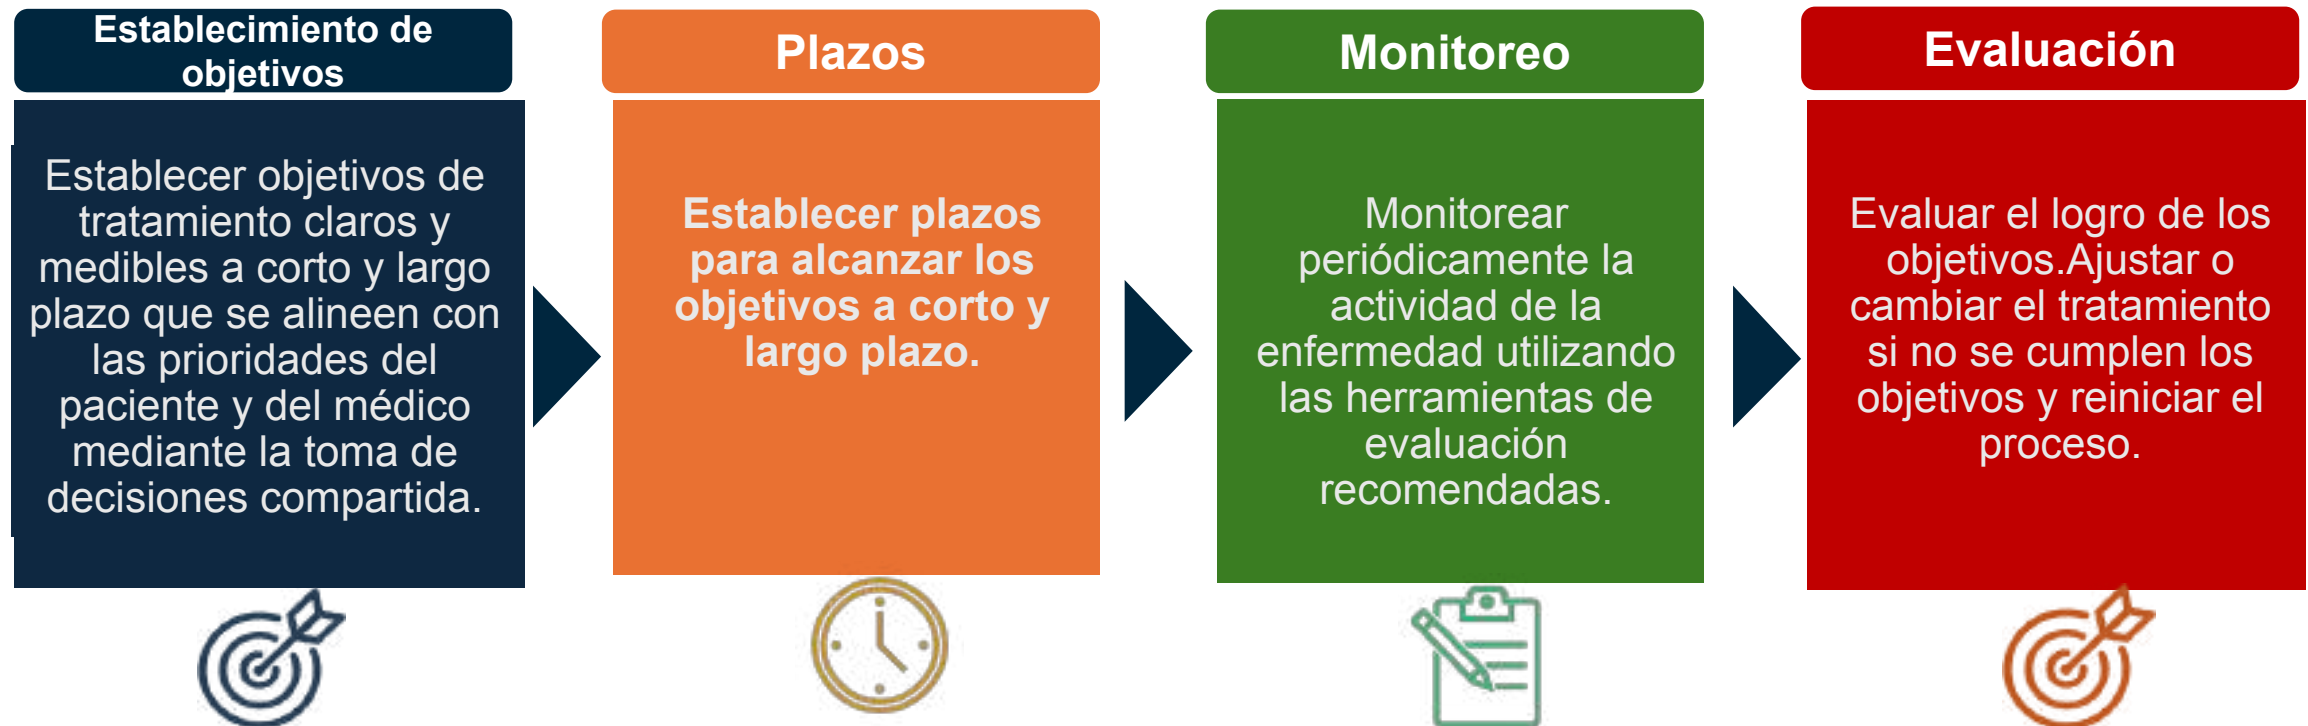 Establecimiento de
objetivos
Establecer objetivos de
tratamiento claros y
medibles a corto y largo
plazo que se alineen con
las prioridades del
paciente y del médico
mediante la toma de
decisiones compartida.
Plazos
Establecer plazos
para alcanzar los
objetivos a corto y
largo plazo.
Monitoreo
Monitorear
periódicamente la
actividad de la
enfermedad utilizando
las herramientas de
evaluación
recomendadas.
Evaluación
Evaluar el logro de los
objetivos.Ajustar o
cambiar el tratamiento
si no se cumplen los
objetivos y reiniciar el
proceso.